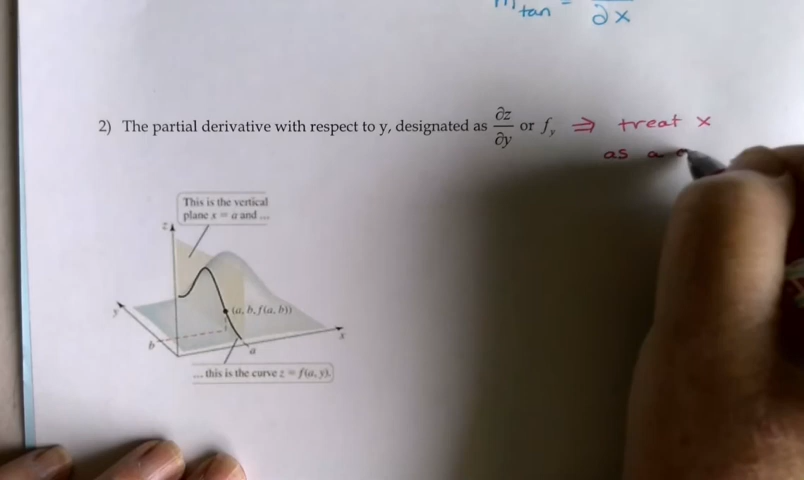 tan = ∂x
2) The partial derivative with respect to y, designated as ∂z/∂y or f_y ⇒ treat x
as a
This is the vertical
plane x = a and ...
z
(a, b, f(a, b))
y
x
b
a
... this is the curve z = f(a, y).